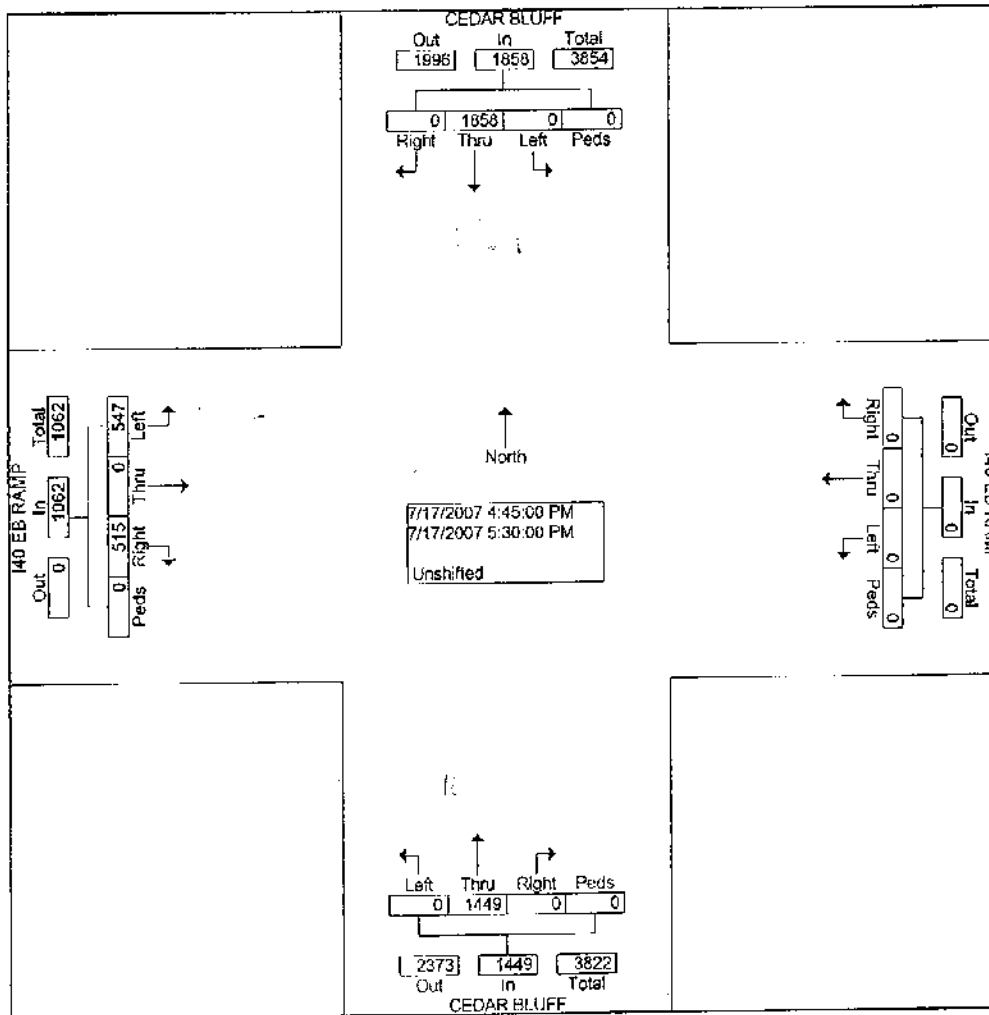 CEDAR BLUFF
Out In Total
1996 1858 3854
0 1858 0 0
Right Thru Left Peds
I40 EB RAMP
Total In Out
1062 1062 0
547 0 515 0
Left Thru Right Peds
North
7/17/2007 4:45:00 PM
7/17/2007 5:30:00 PM
Unshifted
Right Thru Left Peds
0 0 0 0
Out In Total
0 0 0
Left Thru Right Peds
0 1449 0 0
2373 1449 3822
Out In Total
CEDAR BLUFF